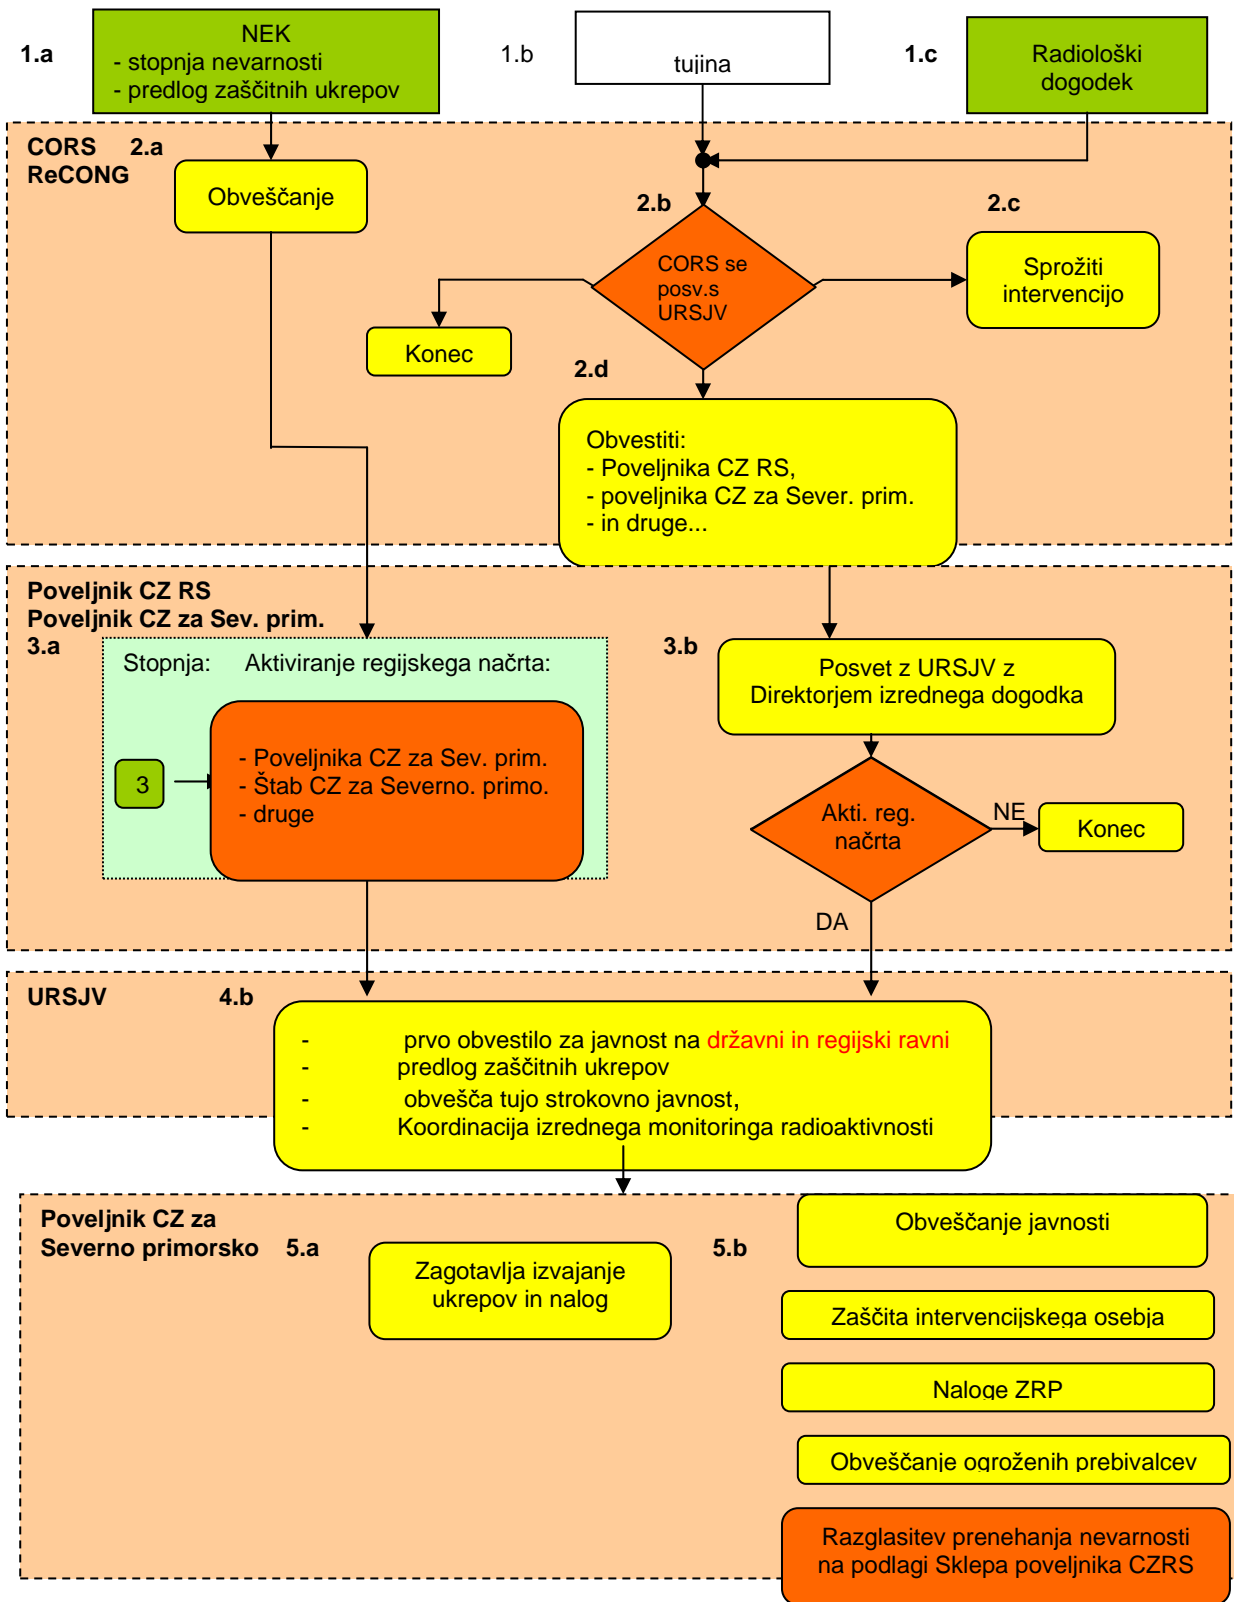 1.a
NEK
- stopnja nevarnosti
- predlog zaščitnih ukrepov
1.b
tujina
1.c
Radiološki
dogodek
CORS 2.a
ReCONG
Obveščanje
2.b
CORS se
posv.s
URSJV
2.c
Sprožiti
intervencijo
Konec
2.d
Obvestiti:
- Poveljnika CZ RS,
- poveljnika CZ za Sever. prim.
- in druge...
Poveljnik CZ RS
Poveljnik CZ za Sev. prim.
3.a
Stopnja: Aktiviranje regijskega načrta:
3
- Poveljnika CZ za Sev. prim.
- Štab CZ za Severno. primo.
- druge
3.b
Posvet z URSJV z
Direktorjem izrednega dogodka
Akti. reg.
načrta
NE
Konec
DA
URSJV 4.b
- prvo obvestilo za javnost na državni in regijski ravni
- predlog zaščitnih ukrepov
- obvešča tujo strokovno javnost,
- Koordinacija izrednega monitoringa radioaktivnosti
Poveljnik CZ za
Severno primorsko 5.a
Zagotavlja izvajanje
ukrepov in nalog
5.b
Obveščanje javnosti
Zaščita intervencijskega osebja
Naloge ZRP
Obveščanje ogroženih prebivalcev
Razglasitev prenehanja nevarnosti
na podlagi Sklepa poveljnika CZRS